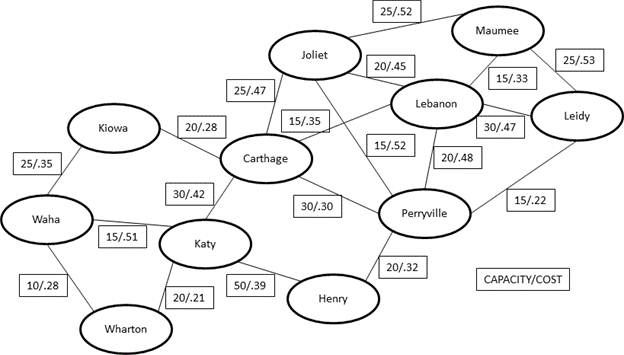 25/.52
Maumee
Joliet
20/.45
25/.53
15/.33
25/.47
Lebanon
Leidy
Kiowa
20/.28
15/.35
30/.47
Carthage
15/.52
20/.48
25/.35
30/.42
30/.30
15/.22
Waha
Perryville
15/.51
Katy
20/.32
10/.28
20/.21
50/.39
Henry
CAPACITY/COST
Wharton